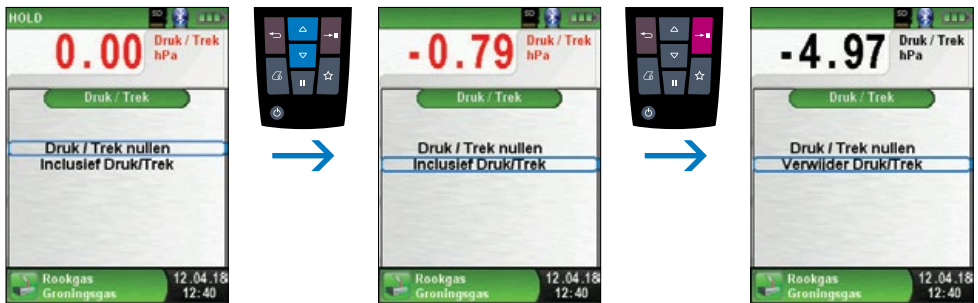 HOLD
SD
0.00
Druk / Trek
hPa
Druk / Trek
Druk / Trek nullen
Inclusief Druk/Trek
Rookgas
Groningsgas
12.04.18
12:40
SD
-0.79
Druk / Trek
hPa
Druk / Trek
Druk / Trek nullen
Inclusief Druk/Trek
Rookgas
Groningsgas
12.04.18
12:40
SD
-4.97
Druk / Trek
hPa
Druk / Trek
Druk / Trek nullen
Verwijder Druk/Trek
Rookgas
Groningsgas
12.04.18
12:40